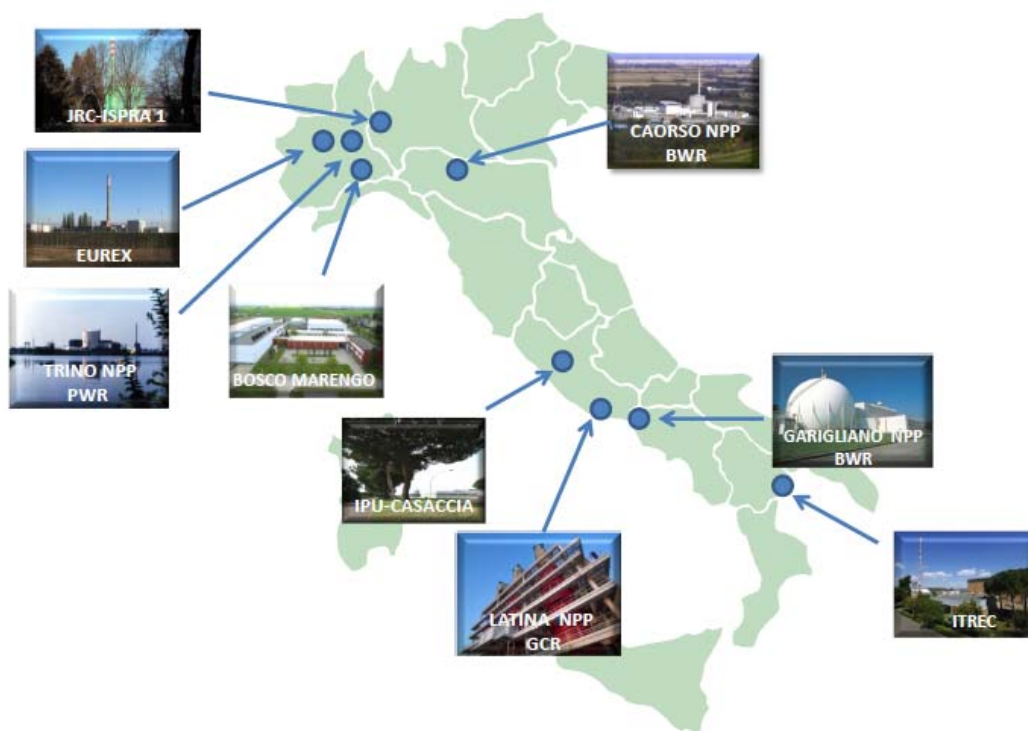 JRC-ISPRA 1
CAORSO NPP
BWR
EUREX
TRINO NPP
PWR
BOSCO MARENGO
GARIGLIANO NPP
BWR
IPU-CASACCIA
LATINA NPP
GCR
ITREC